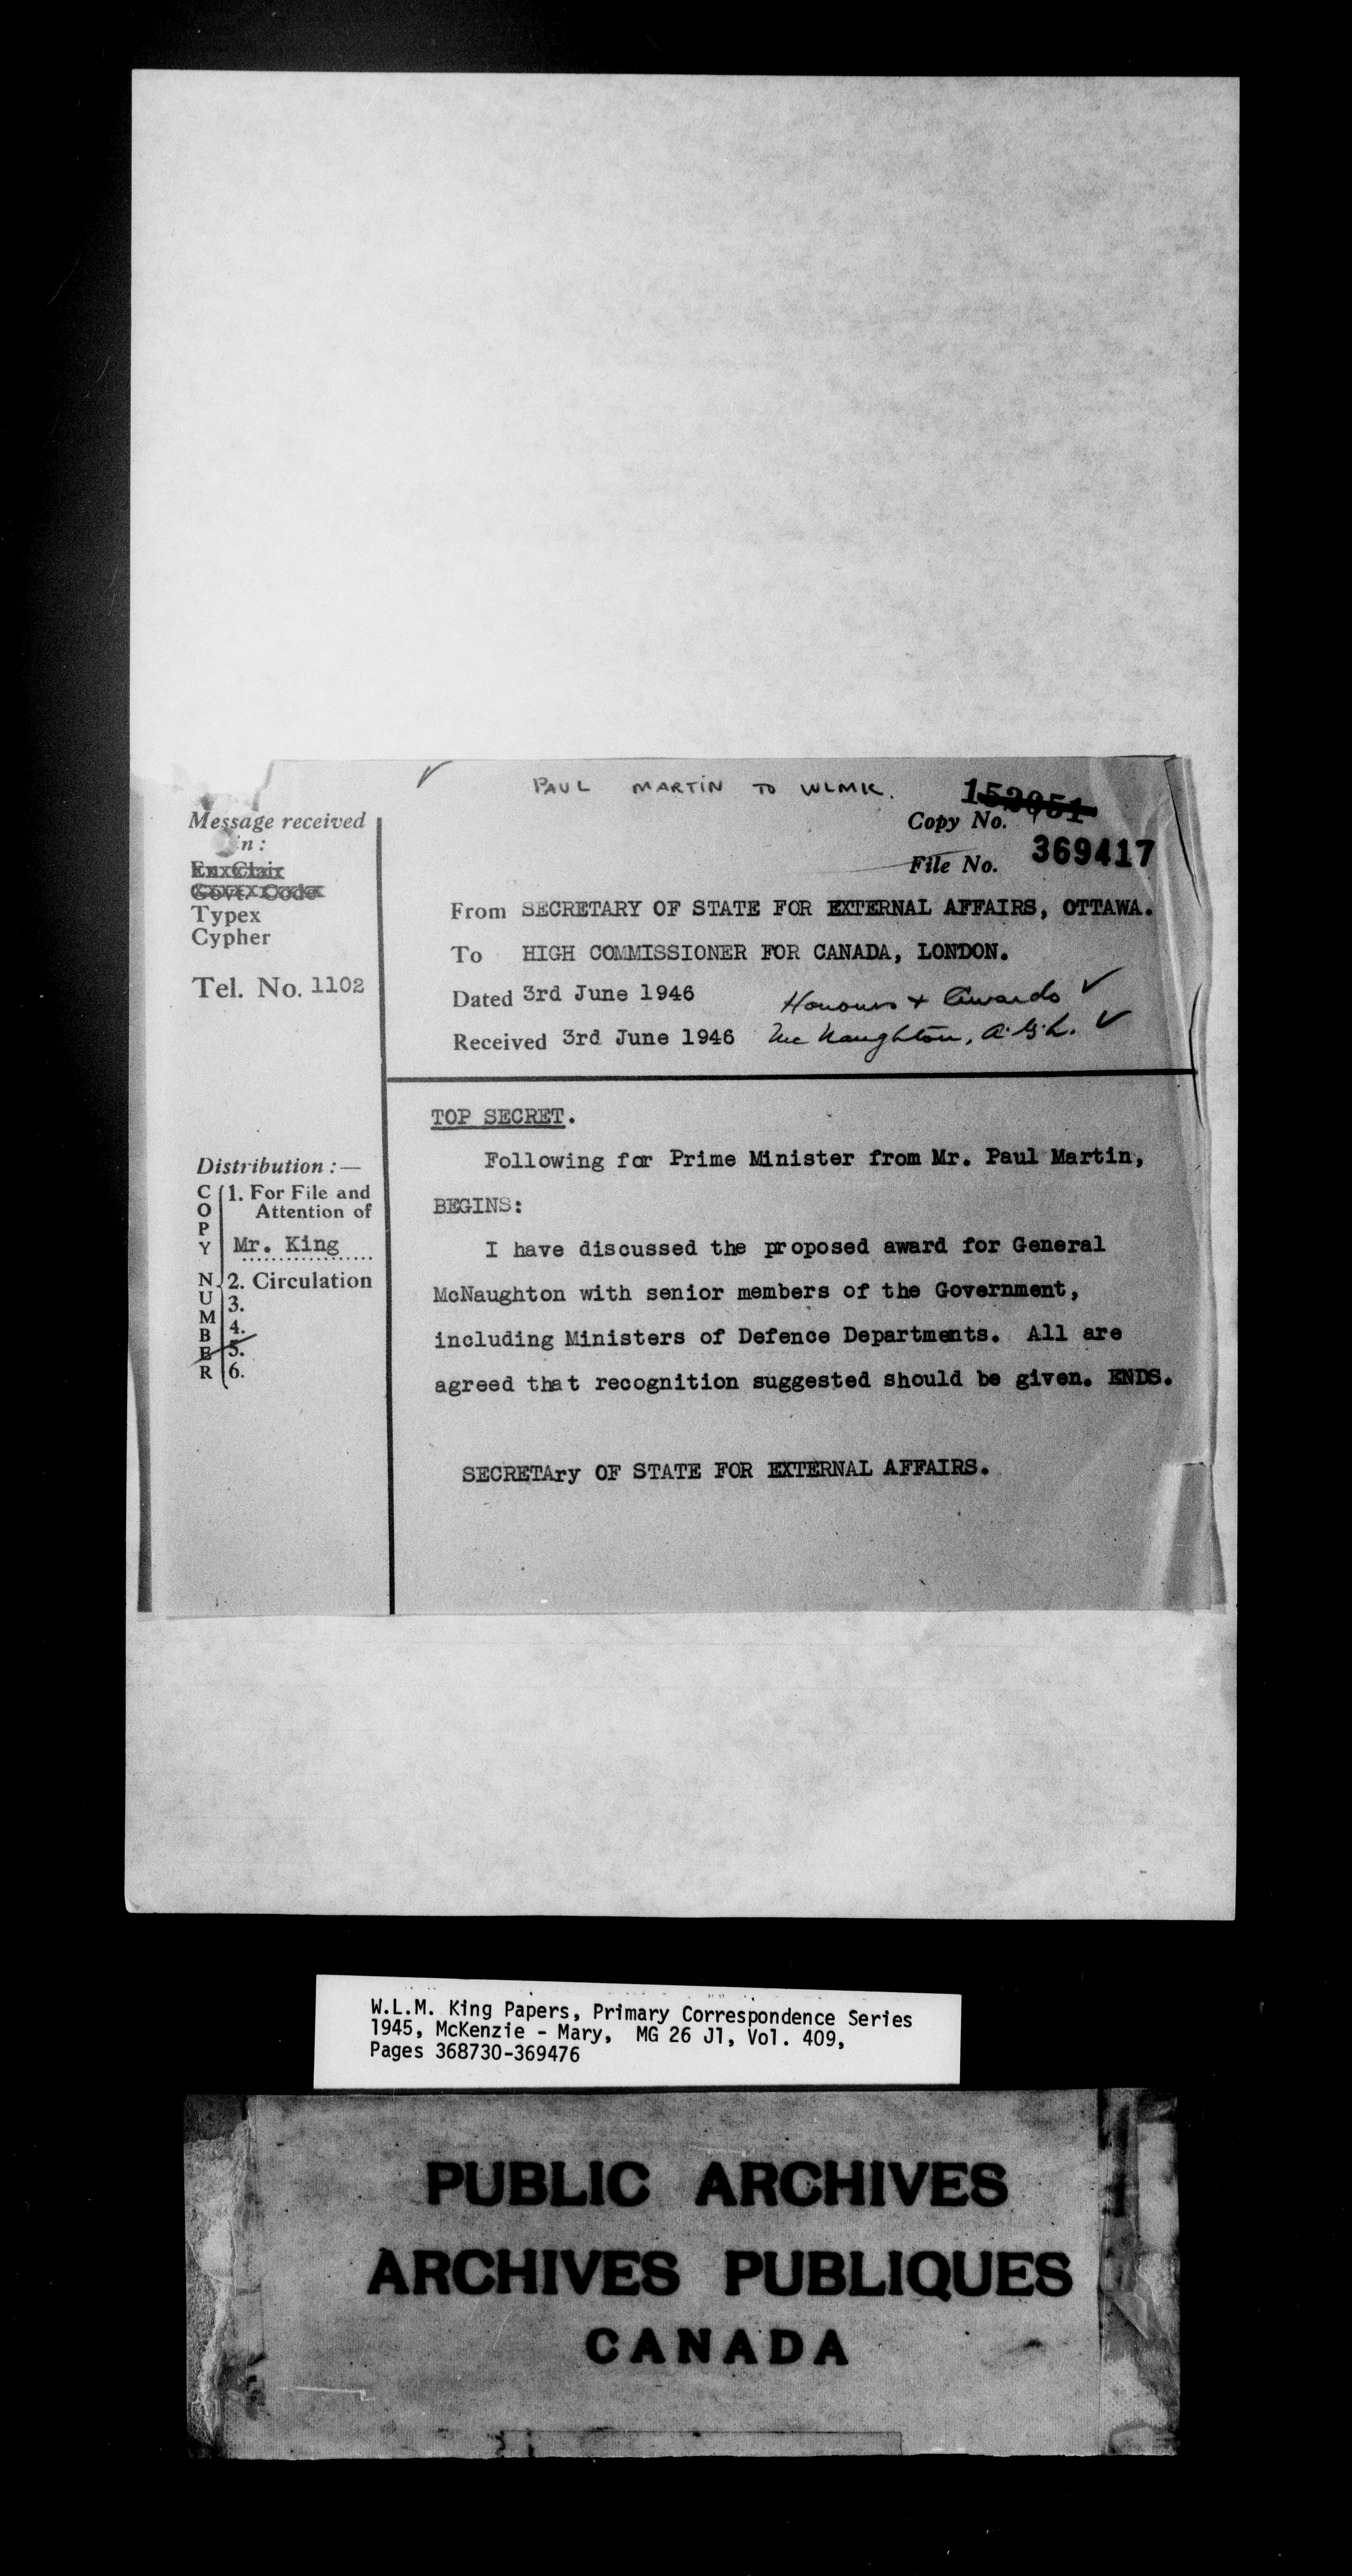 PAUL MARTIN TO WLMK.
152051
Message received
in :
En Clair
Govt. Code
Typex
Cypher
Tel. No. 1102
Copy No.
File No. 369417
From SECRETARY OF STATE FOR EXTERNAL AFFAIRS, OTTAWA.
To HIGH COMMISSIONER FOR CANADA, LONDON.
Dated 3rd June 1946 Honours + Awards
Received 3rd June 1946 McNaughton, A.G.L.
Distribution :—
COPY NUMBER
1. For File and
Attention of
Mr. King
2. Circulation
3.
4.
5.
6.
TOP SECRET.
Following for Prime Minister from Mr. Paul Martin,
BEGINS:
I have discussed the proposed award for General
McNaughton with senior members of the Government,
including Ministers of Defence Departments. All are
agreed that recognition suggested should be given. ENDS.
SECRETAry OF STATE FOR EXTERNAL AFFAIRS.
W.L.M. King Papers, Primary Correspondence Series
1945, McKenzie - Mary, MG 26 J1, Vol. 409,
Pages 368730-369476
PUBLIC ARCHIVES
ARCHIVES PUBLIQUES
CANADA